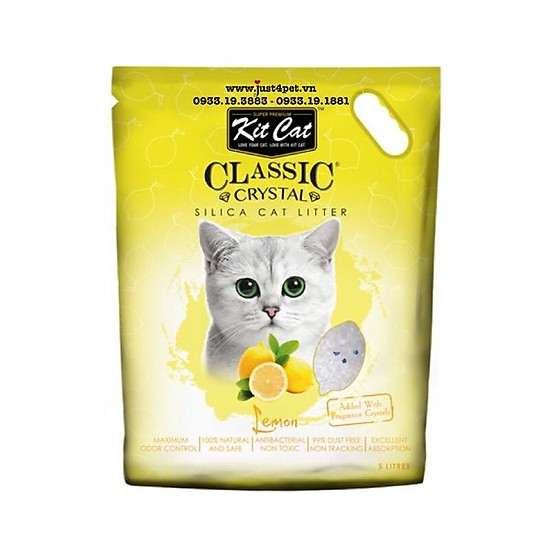 www.just4pet.vn
0933.19.3883 - 0933.19.1881
SUPER PREMIUM
Kit Cat™
LOVE YOUR CAT, LOVE WITH KIT CAT
CLASSIC®
CRYSTAL
SILICA CAT LITTER
Lemon
Added With
Fragrance Crystals
MAXIMUM ODOR CONTROL
100% NATURAL AND SAFE
ANTIBACTERIAL NON TOXIC
99% DUST FREE NON TRACKING
EXCELLENT ABSORPTION
5 LITRES